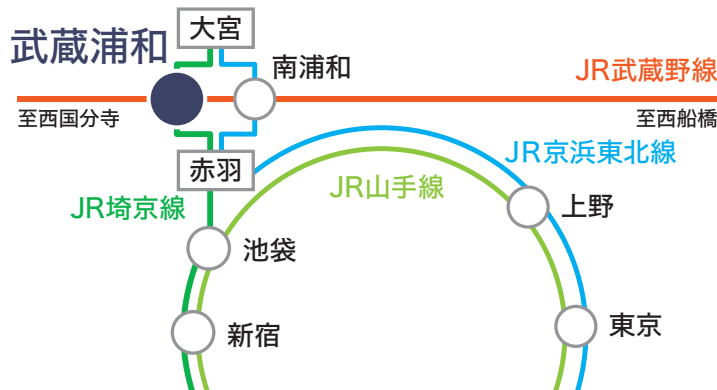 大宮
武蔵浦和
南浦和
JR武蔵野線
至西国分寺
至西船橋
赤羽
JR京浜東北線
JR山手線
JR埼京線
上野
池袋
新宿
東京